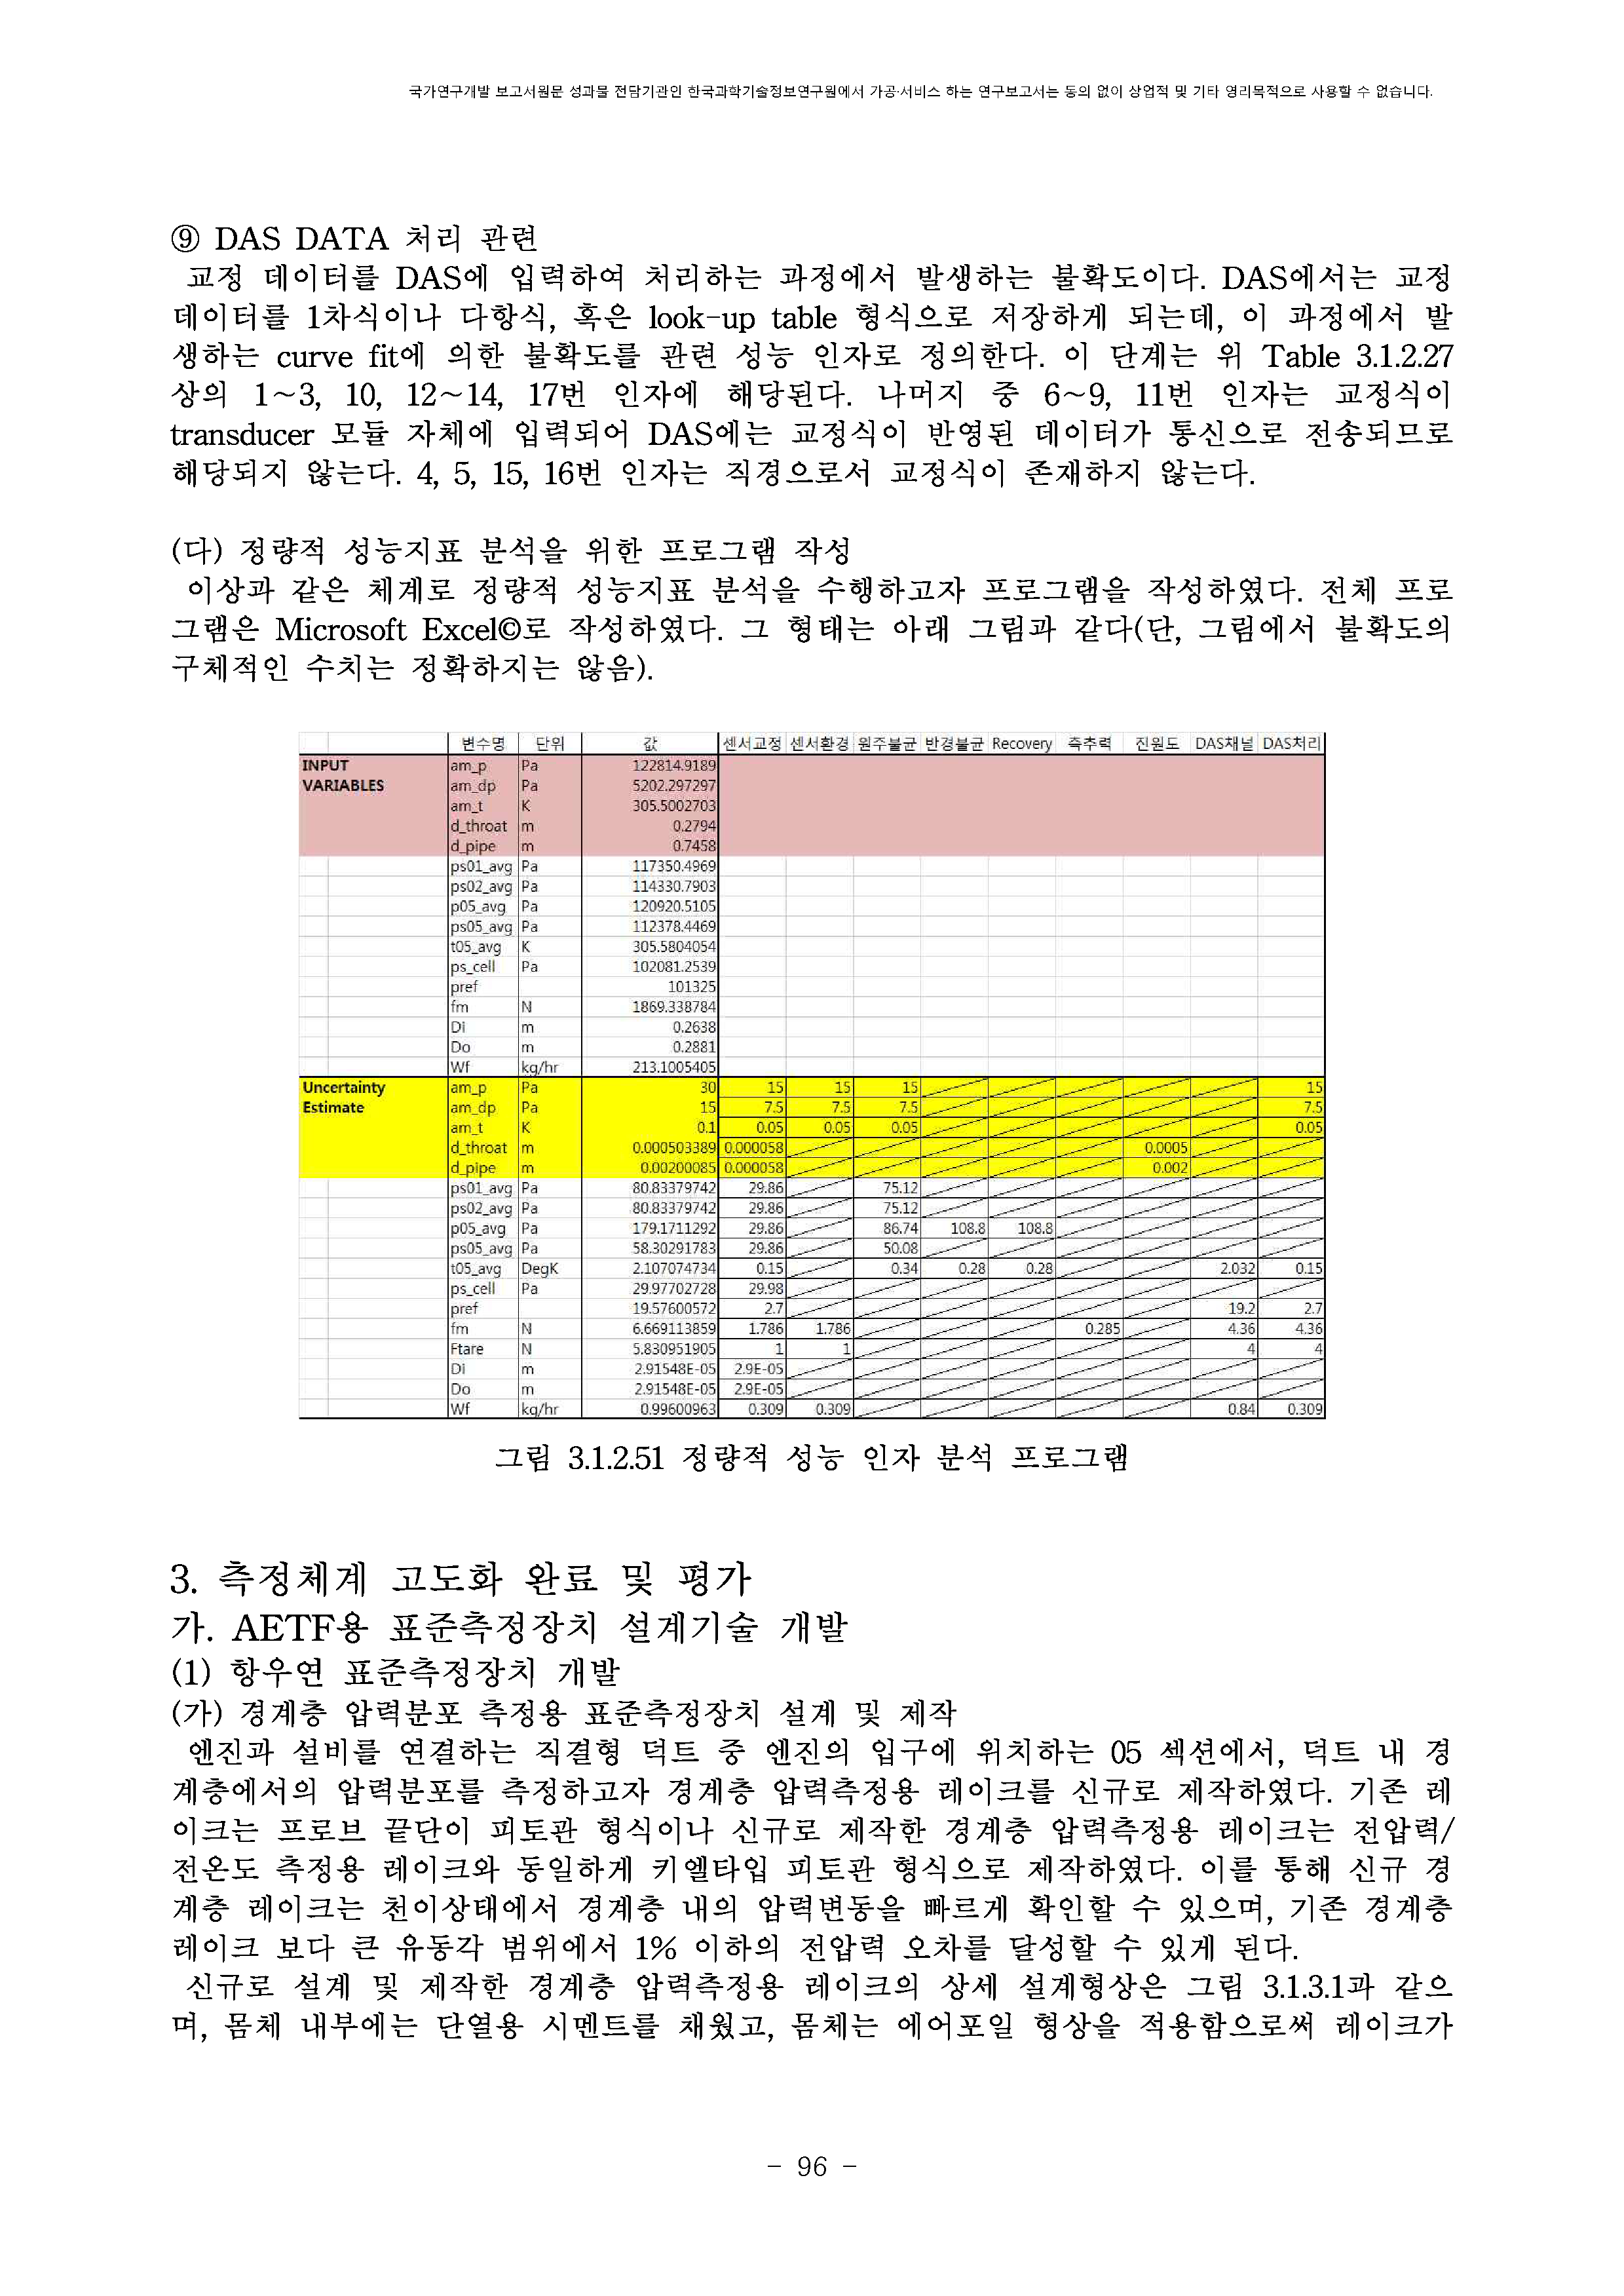 국가연구개발 보고서원문 성과물 전담기관인 한국과학기술정보연구원에서 가공·서비스 하는 연구보고서는 동의 없이 상업적 및 기타 영리목적으로 사용할 수 없습니다.
⑨ DAS DATA 처리 관련
교정 데이터를 DAS에 입력하여 처리하는 과정에서 발생하는 불확도이다. DAS에서는 교정
데이터를 1차식이나 다항식, 혹은 look-up table 형식으로 저장하게 되는데, 이 과정에서 발
생하는 curve fit에 의한 불확도를 관련 성능 인자로 정의한다. 이 단계는 위 Table 3.1.2.27
상의 1~3, 10, 12~14, 17번 인자에 해당된다. 나머지 중 6~9, 11번 인자는 교정식이
transducer 모듈 자체에 입력되어 DAS에는 교정식이 반영된 데이터가 통신으로 전송되므로
해당되지 않는다. 4, 5, 15, 16번 인자는 직경으로서 교정식이 존재하지 않는다.
(다) 정량적 성능지표 분석을 위한 프로그램 작성
이상과 같은 체계로 정량적 성능지표 분석을 수행하고자 프로그램을 작성하였다. 전체 프로
그램은 Microsoft Excel©로 작성하였다. 그 형태는 아래 그림과 같다(단, 그림에서 불확도의
구체적인 수치는 정확하지는 않음).
변수명 단위 값 센서교정 센서환경 원주불균 반경불균 Recovery 축추력 진원도 DAS채널 DAS처리
INPUT am_p Pa 122814.9189
VARIABLES am_dp Pa 5202.297297
am_t K 305.5002703
d_throat m 0.2794
d_pipe m 0.7458
ps01_avg Pa 117350.4969
ps02_avg Pa 114330.7903
p05_avg Pa 120920.5105
ps05_avg Pa 112378.4469
t05_avg K 305.5804054
ps_cell Pa 102081.2539
pref 101325
fm N 1869.338784
Di m 0.2638
Do m 0.2881
Wf kg/hr 213.1005405
Uncertainty am_p Pa 30 15 15 15 15
Estimate am_dp Pa 15 7.5 7.5 7.5 7.5
am_t K 0.1 0.05 0.05 0.05 0.05
d_throat m 0.000503389 0.000058 0.0005
d_pipe m 0.00200085 0.000058 0.002
ps01_avg Pa 80.83379742 29.86 75.12
ps02_avg Pa 80.83379742 29.86 75.12
p05_avg Pa 179.1711292 29.86 86.74 108.8 108.8
ps05_avg Pa 58.30291783 29.86 50.08
t05_avg DegK 2.107074734 0.15 0.34 0.28 0.28 2.032 0.15
ps_cell Pa 29.97702728 29.98
pref 19.57600572 2.7 19.2 2.7
fm N 6.669113859 1.786 1.786 0.285 4.36 4.36
Ftare N 5.830951905 1 1 4 4
Di m 2.91548E-05 2.9E-05
Do m 2.91548E-05 2.9E-05
Wf kg/hr 0.99600963 0.309 0.309 0.84 0.309
그림 3.1.2.51 정량적 성능 인자 분석 프로그램
3. 측정체계 고도화 완료 및 평가
가. AETF용 표준측정장치 설계기술 개발
(1) 항우연 표준측정장치 개발
(가) 경계층 압력분포 측정용 표준측정장치 설계 및 제작
엔진과 설비를 연결하는 직결형 덕트 중 엔진의 입구에 위치하는 05 섹션에서, 덕트 내 경
계층에서의 압력분포를 측정하고자 경계층 압력측정용 레이크를 신규로 제작하였다. 기존 레
이크는 프로브 끝단이 피토관 형식이나 신규로 제작한 경계층 압력측정용 레이크는 전압력/
전온도 측정용 레이크와 동일하게 키엘타입 피토관 형식으로 제작하였다. 이를 통해 신규 경
계층 레이크는 천이상태에서 경계층 내의 압력변동을 빠르게 확인할 수 있으며, 기존 경계층
레이크 보다 큰 유동각 범위에서 1% 이하의 전압력 오차를 달성할 수 있게 된다.
신규로 설계 및 제작한 경계층 압력측정용 레이크의 상세 설계형상은 그림 3.1.3.1과 같으
며, 몸체 내부에는 단열용 시멘트를 채웠고, 몸체는 에어포일 형상을 적용함으로써 레이크가
- 96 -